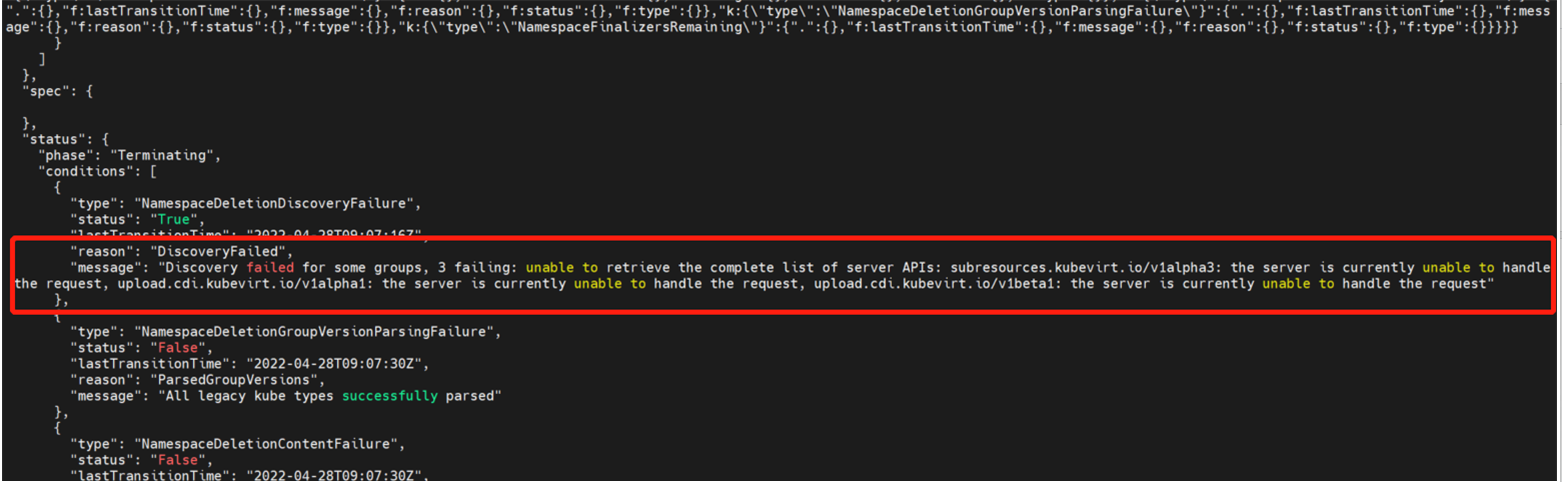 ".":{},"f:lastTransitionTime":{},"f:message":{},"f:reason":{},"f:status":{},"f:type":{}},"k:{\"type\":\"NamespaceDeletionGroupVersionParsingFailure\"}":{".":{},"f:lastTransitionTime":{},"f:mess
age":{},"f:reason":{},"f:status":{},"f:type":{}},"k:{\"type\":\"NamespaceFinalizersRemaining\"}":{".":{},"f:lastTransitionTime":{},"f:message":{},"f:reason":{},"f:status":{},"f:type":{}}}}}
}
]
},
"spec": {
},
"status": {
"phase": "Terminating",
"conditions": [
{
"type": "NamespaceDeletionDiscoveryFailure",
"status": "True",
"lastTransitionTime": "2022-04-28T09:07:16Z",
"reason": "DiscoveryFailed",
"message": "Discovery failed for some groups, 3 failing: unable to retrieve the complete list of server APIs: subresources.kubevirt.io/v1alpha3: the server is currently unable to handle
the request, upload.cdi.kubevirt.io/v1alpha1: the server is currently unable to handle the request, upload.cdi.kubevirt.io/v1beta1: the server is currently unable to handle the request"
},
{
"type": "NamespaceDeletionGroupVersionParsingFailure",
"status": "False",
"lastTransitionTime": "2022-04-28T09:07:30Z",
"reason": "ParsedGroupVersions",
"message": "All legacy kube types successfully parsed"
},
{
"type": "NamespaceDeletionContentFailure",
"status": "False",
"lastTransitionTime": "2022-04-28T09:07:30Z",